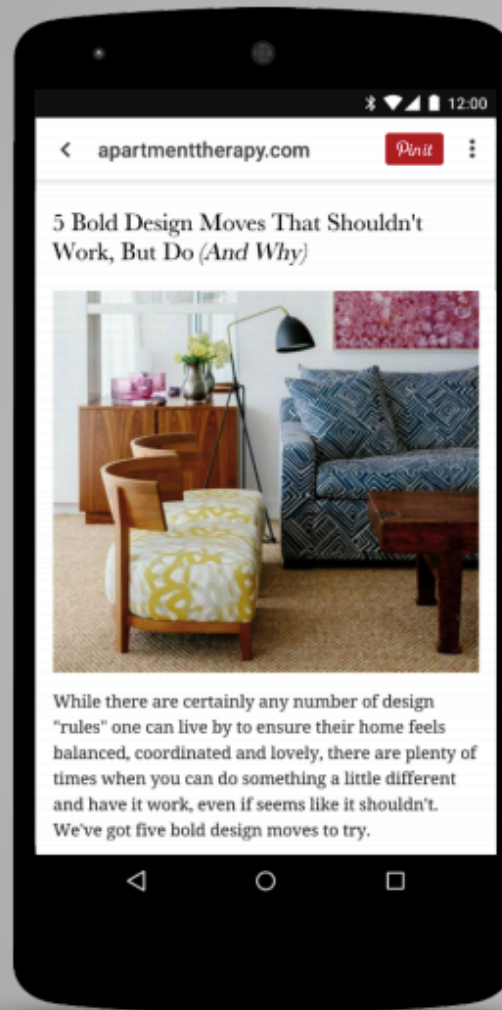 12:00
apartmenttherapy.com
Pin it
5 Bold Design Moves That Shouldn't
Work, But Do (And Why)
While there are certainly any number of design
"rules" one can live by to ensure their home feels
balanced, coordinated and lovely, there are plenty of
times when you can do something a little different
and have it work, even if seems like it shouldn't.
We've got five bold design moves to try.